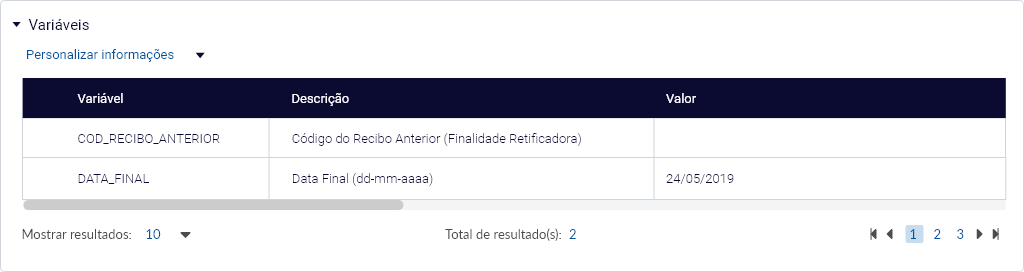 Variáveis
Personalizar informações
Variável Descrição Valor
COD_RECIBO_ANTERIOR Código do Recibo Anterior (Finalidade Retificadora)
DATA_FINAL Data Final (dd-mm-aaaa) 24/05/2019
Mostrar resultados: 10 Total de resultado(s): 2 1 2 3